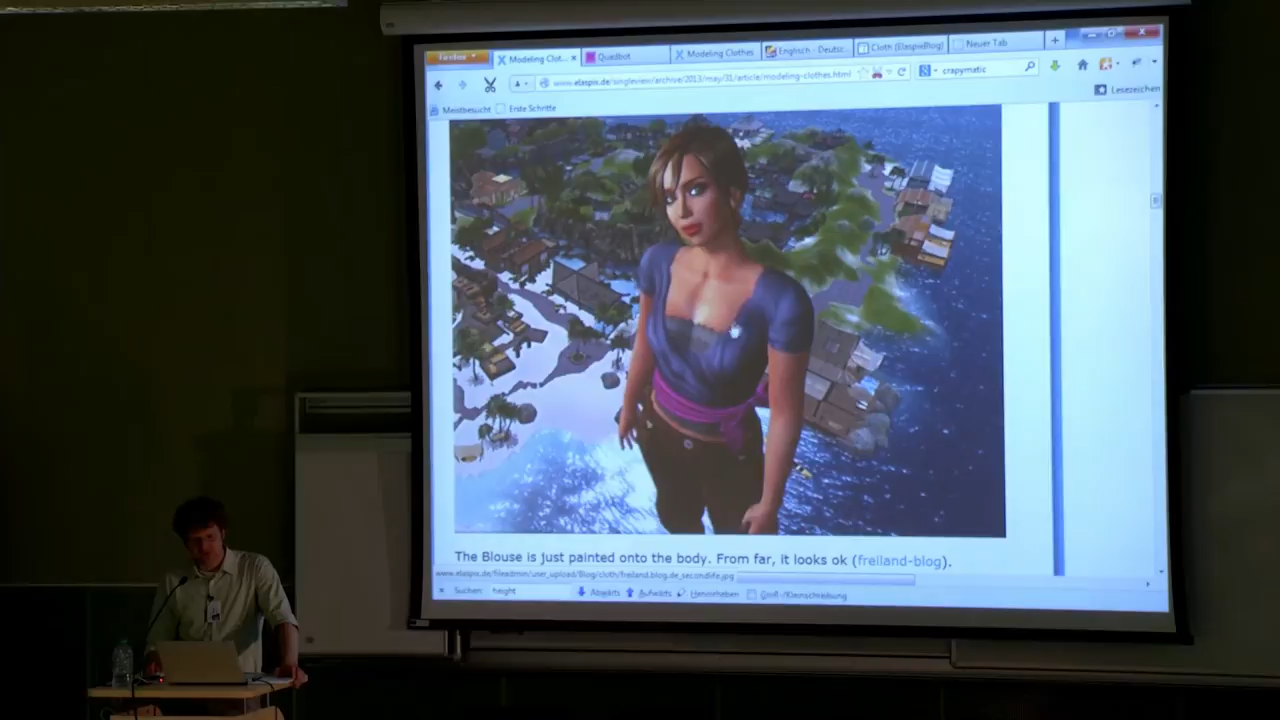 Firefox
Modeling Clot... Quadbot Modeling Clothes Englisch - Deutsc... Cloth (ElaspixBlog) Neuer Tab
www.elaspix.de/singleview/archive/2013/may/31/article/modeling-clothes.html crapymatic
Lesezeichen
Meistbesucht Erste Schritte
The Blouse is just painted onto the body. From far, it looks ok (freiland-blog).
www.elaspix.de/fileadmin/user_upload/Blog/cloth/freiland.blog.de_secondlife.jpg
Suchen: height Abwärts Aufwärts Hervorheben Groß-/Kleinschreibung